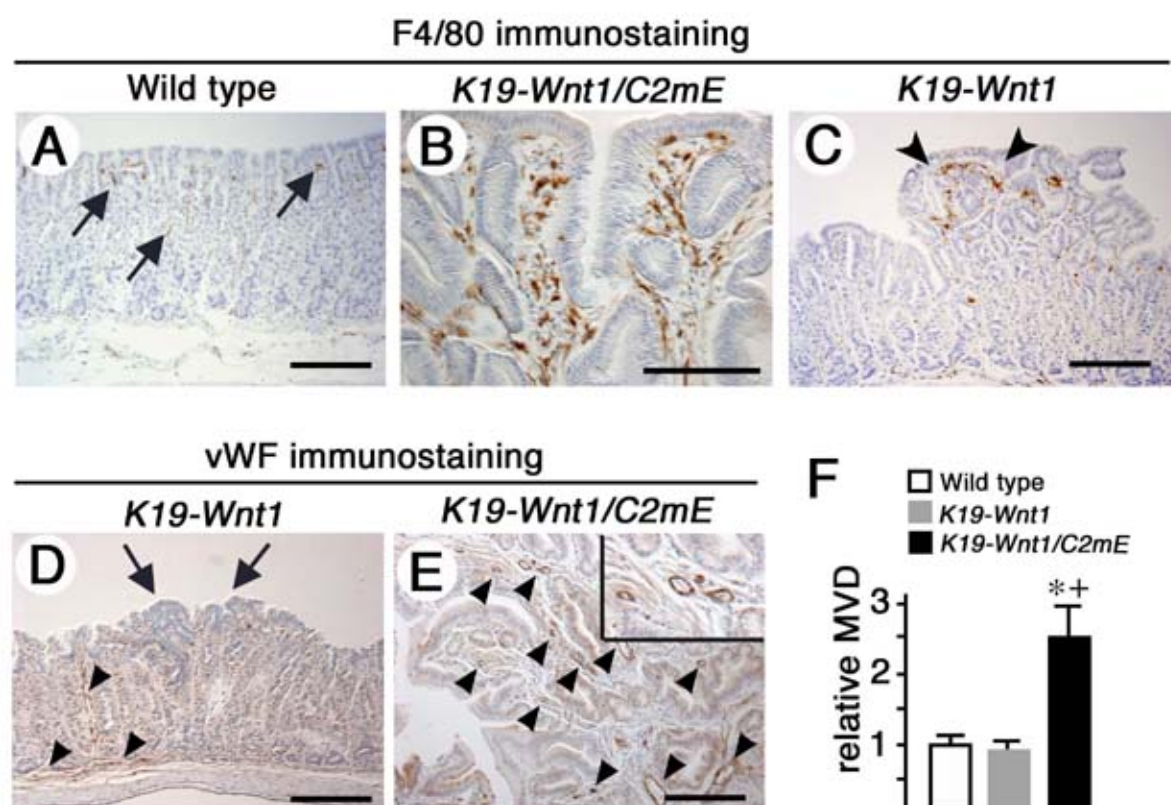 F4/80 immunostaining
Wild type K19-Wnt1/C2mE K19-Wnt1
A B C
vWF immunostaining
K19-Wnt1 K19-Wnt1/C2mE
D E
F
Wild type
K19-Wnt1
K19-Wnt1/C2mE
relative MVD
3
2
1
*+